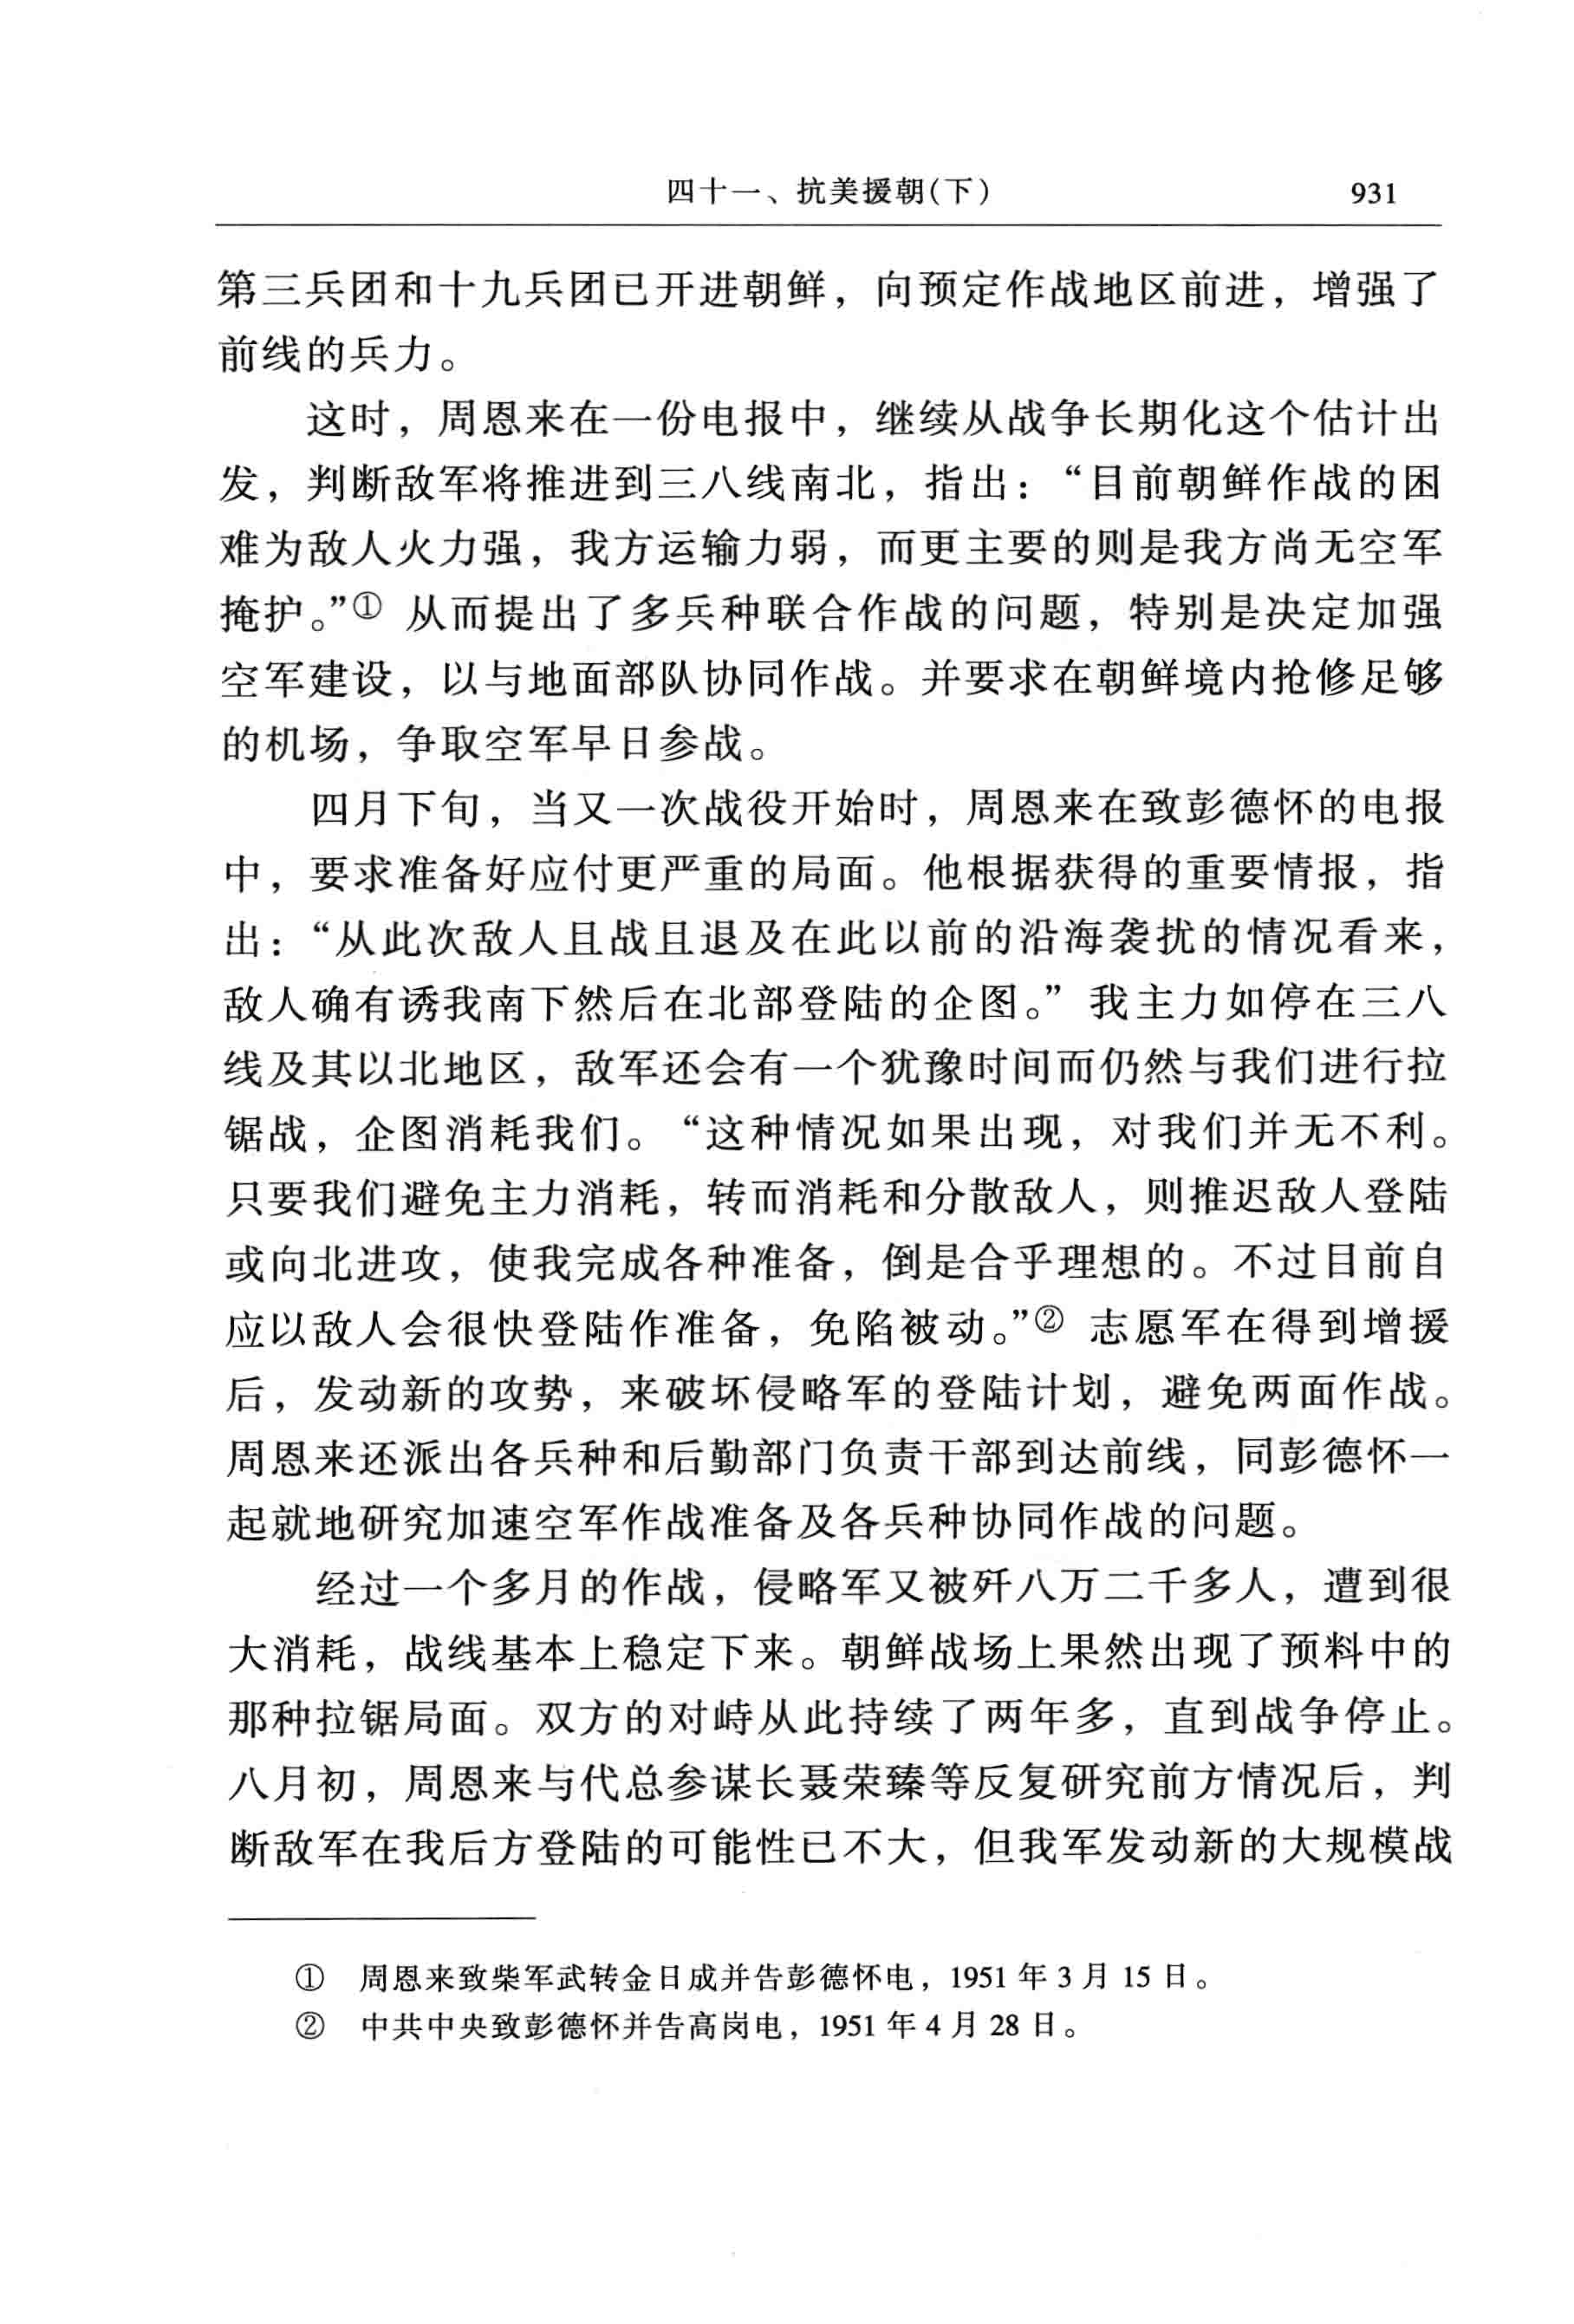 四十一、抗美援朝(下) 931
第三兵团和十九兵团已开进朝鲜，向预定作战地区前进，增强了
前线的兵力。
这时，周恩来在一份电报中，继续从战争长期化这个估计出
发，判断敌军将推进到三八线南北，指出：“目前朝鲜作战的困
难为敌人火力强，我方运输力弱，而更主要的则是我方尚无空军
掩护。”① 从而提出了多兵种联合作战的问题，特别是决定加强
空军建设，以与地面部队协同作战。并要求在朝鲜境内抢修足够
的机场，争取空军早日参战。
四月下旬，当又一次战役开始时，周恩来在致彭德怀的电报
中，要求准备好应付更严重的局面。他根据获得的重要情报，指
出：“从此次敌人且战且退及在此以前的沿海袭扰的情况看来，
敌人确有诱我南下然后在北部登陆的企图。”我主力如停在三八
线及其以北地区，敌军还会有一个犹豫时间而仍然与我们进行拉
锯战，企图消耗我们。“这种情况如果出现，对我们并无不利。
只要我们避免主力消耗，转而消耗和分散敌人，则推迟敌人登陆
或向北进攻，使我完成各种准备，倒是合乎理想的。不过目前自
应以敌人会很快登陆作准备，免陷被动。”② 志愿军在得到增援
后，发动新的攻势，来破坏侵略军的登陆计划，避免两面作战。
周恩来还派出各兵种和后勤部门负责干部到达前线，同彭德怀一
起就地研究加速空军作战准备及各兵种协同作战的问题。
经过一个多月的作战，侵略军又被歼八万二千多人，遭到很
大消耗，战线基本上稳定下来。朝鲜战场上果然出现了预料中的
那种拉锯局面。双方的对峙从此持续了两年多，直到战争停止。
八月初，周恩来与代总参谋长聂荣臻等反复研究前方情况后，判
断敌军在我后方登陆的可能性已不大，但我军发动新的大规模战
① 周恩来致柴军武转金日成并告彭德怀电，1951 年 3 月 15 日。
② 中共中央致彭德怀并告高岗电，1951 年 4 月 28 日。